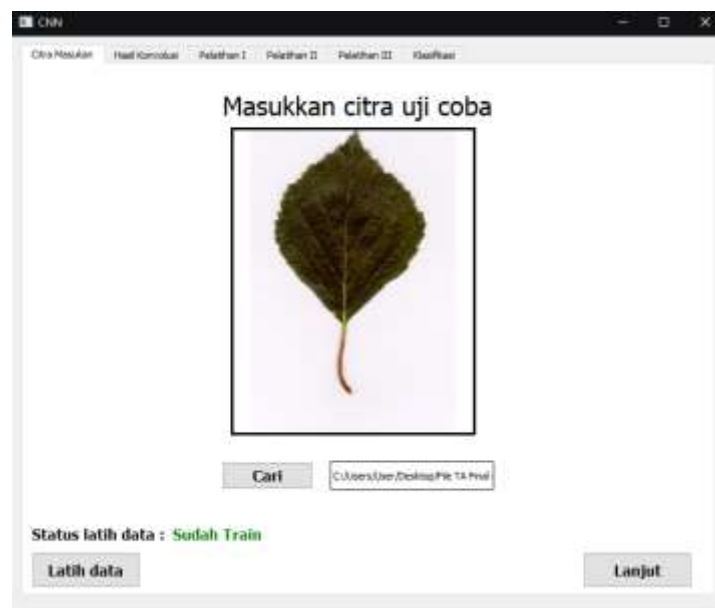 CNN
Citra Masukan Hasil Konvolusi Pelatihan I Pelatihan II Pelatihan III Klasifikasi
Masukkan citra uji coba
Cari C:/Users/User/Desktop/File TA Final
Status latih data : Sudah Train
Latih data Lanjut